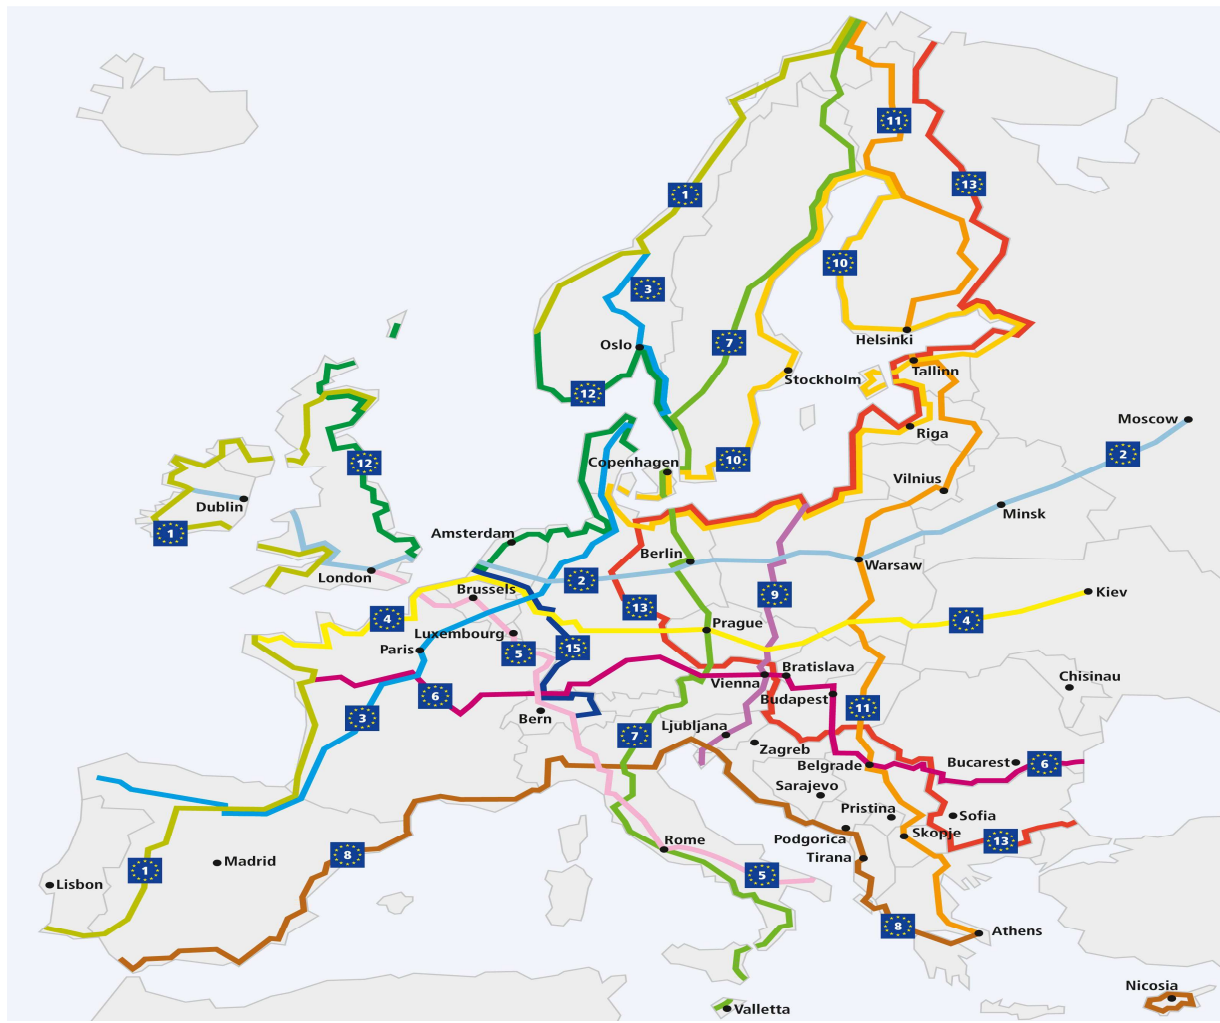 11
13
1
10
3
7
Helsinki
Oslo
Tallinn
Stockholm
12
Moscow
Riga
2
10
12
Copenhagen
Vilnius
Dublin
Minsk
1
Amsterdam
Berlin
Warsaw
London
2
Brussels
9
Kiev
13
4
4
Prague
Luxembourg
15
Paris
5
Bratislava
Chisinau
Vienna
6
Budapest
11
3
Bern
Ljubljana
7
Zagreb
Belgrade
Bucarest
6
Sarajevo
Pristina
Sofia
Skopje
Podgorica
Rome
13
8
Tirana
Madrid
1
5
Lisbon
8
Athens
Nicosia
Valletta